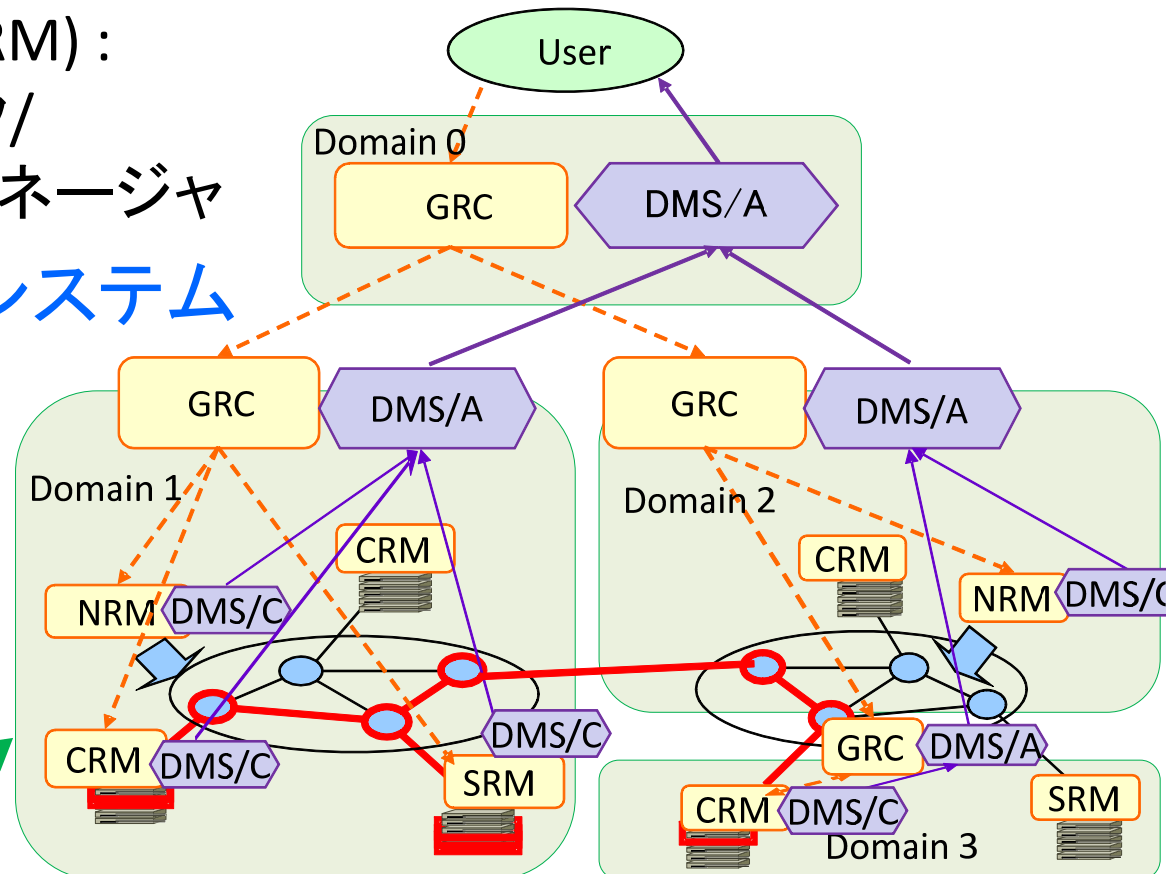 RM) :
/
ネージャ
システム
User
Domain 0
GRC
DMS/A
GRC
DMS/A
GRC
DMS/A
Domain 1
Domain 2
CRM
CRM
NRM
DMS/C
NRM
DMS/C
DMS/C
CRM
DMS/C
SRM
GRC
DMS/A
CRM
DMS/C
SRM
Domain 3